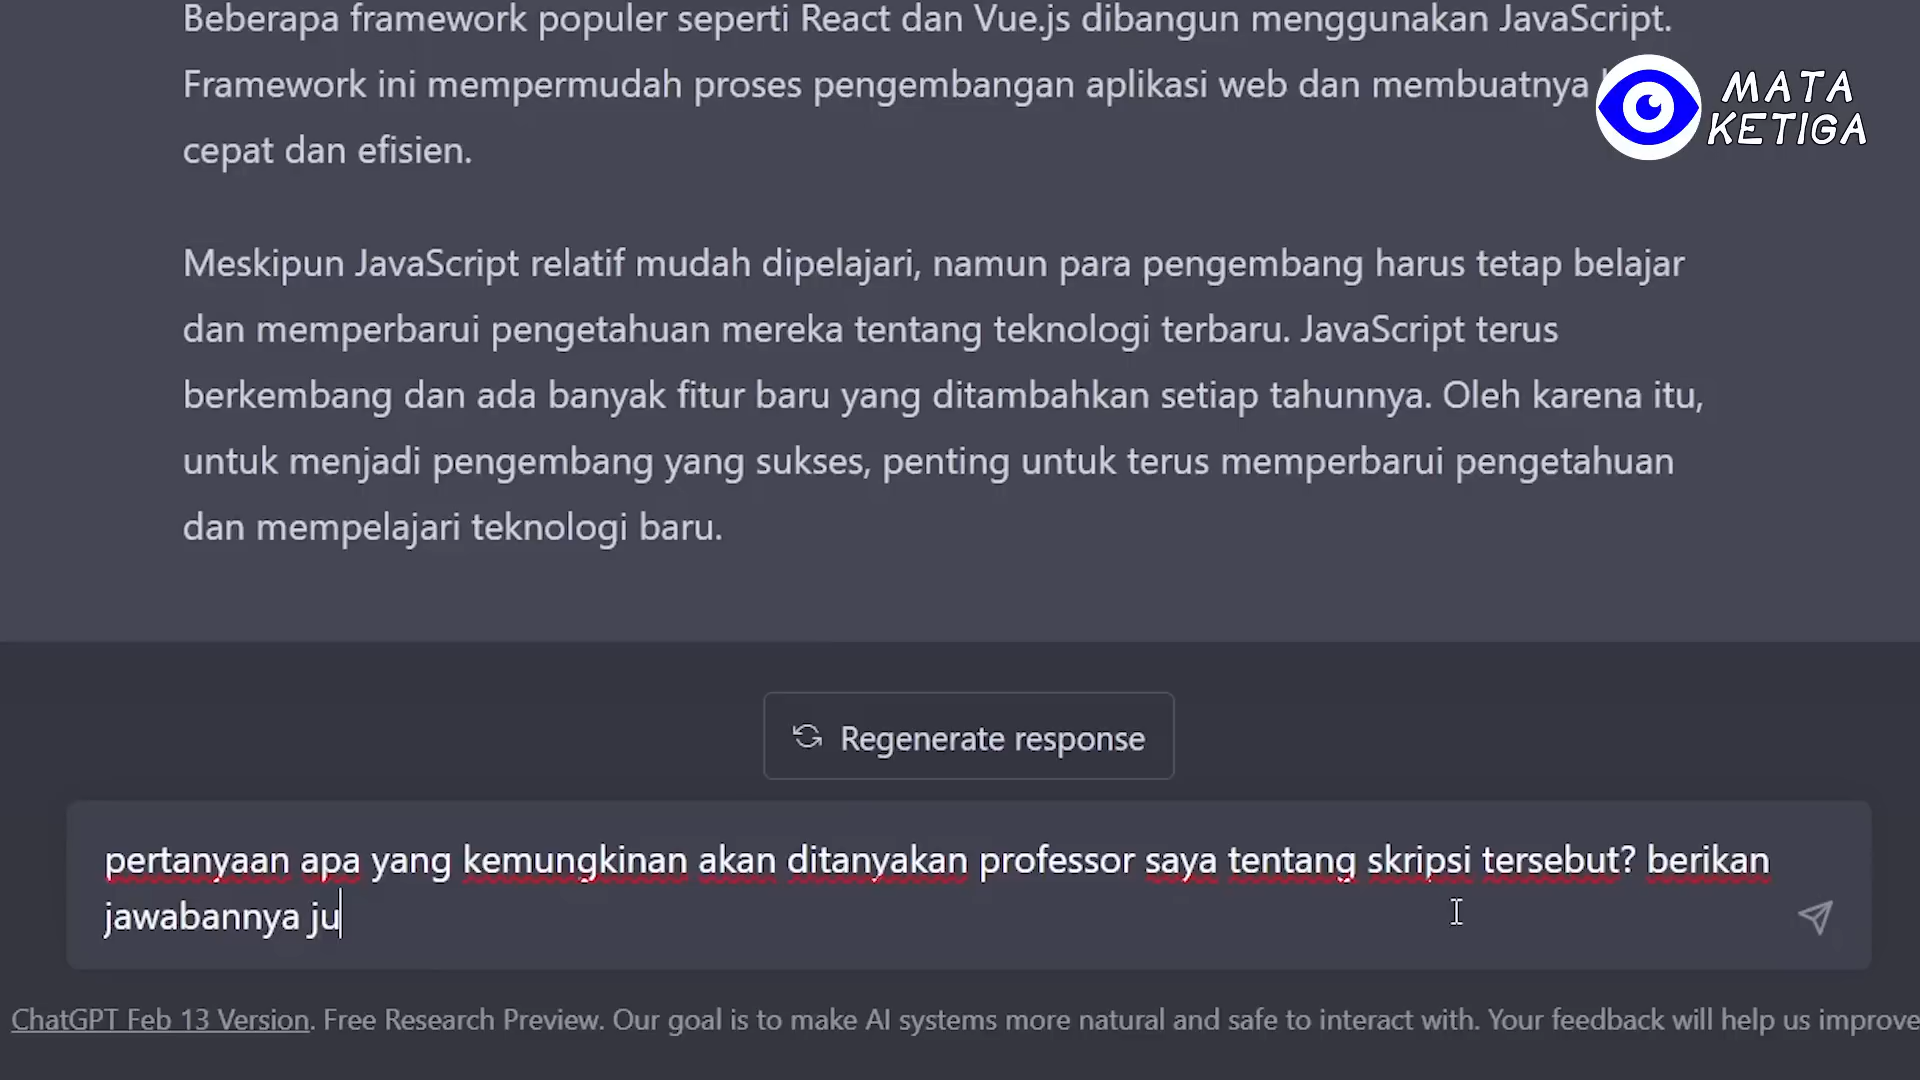 Beberapa framework populer seperti React dan Vue.js dibangun menggunakan JavaScript.
Framework ini mempermudah proses pengembangan aplikasi web dan membuatnya
cepat dan efisien.
MATA
KETIGA
Meskipun JavaScript relatif mudah dipelajari, namun para pengembang harus tetap belajar
dan memperbarui pengetahuan mereka tentang teknologi terbaru. JavaScript terus
berkembang dan ada banyak fitur baru yang ditambahkan setiap tahunnya. Oleh karena itu,
untuk menjadi pengembang yang sukses, penting untuk terus memperbarui pengetahuan
dan mempelajari teknologi baru.
Regenerate response
pertanyaan apa yang kemungkinan akan ditanyakan professor saya tentang skripsi tersebut? berikan
jawabannya ju
ChatGPT Feb 13 Version. Free Research Preview. Our goal is to make AI systems more natural and safe to interact with. Your feedback will help us improve